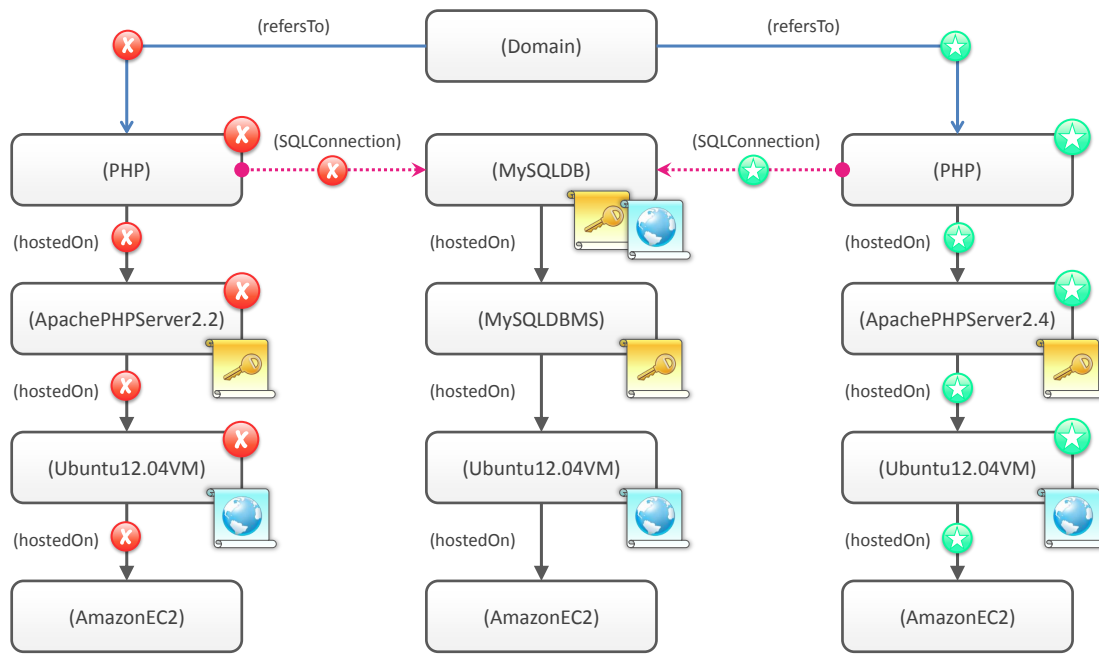 (refersTo)
(Domain)
(refersTo)
(PHP)
(SQLConnection)
(MySQLDB)
(SQLConnection)
(PHP)
(hostedOn)
(hostedOn)
(hostedOn)
(ApachePHPServer2.2)
(MySQLDBMS)
(ApachePHPServer2.4)
(hostedOn)
(hostedOn)
(hostedOn)
(Ubuntu12.04VM)
(Ubuntu12.04VM)
(Ubuntu12.04VM)
(hostedOn)
(hostedOn)
(hostedOn)
(AmazonEC2)
(AmazonEC2)
(AmazonEC2)